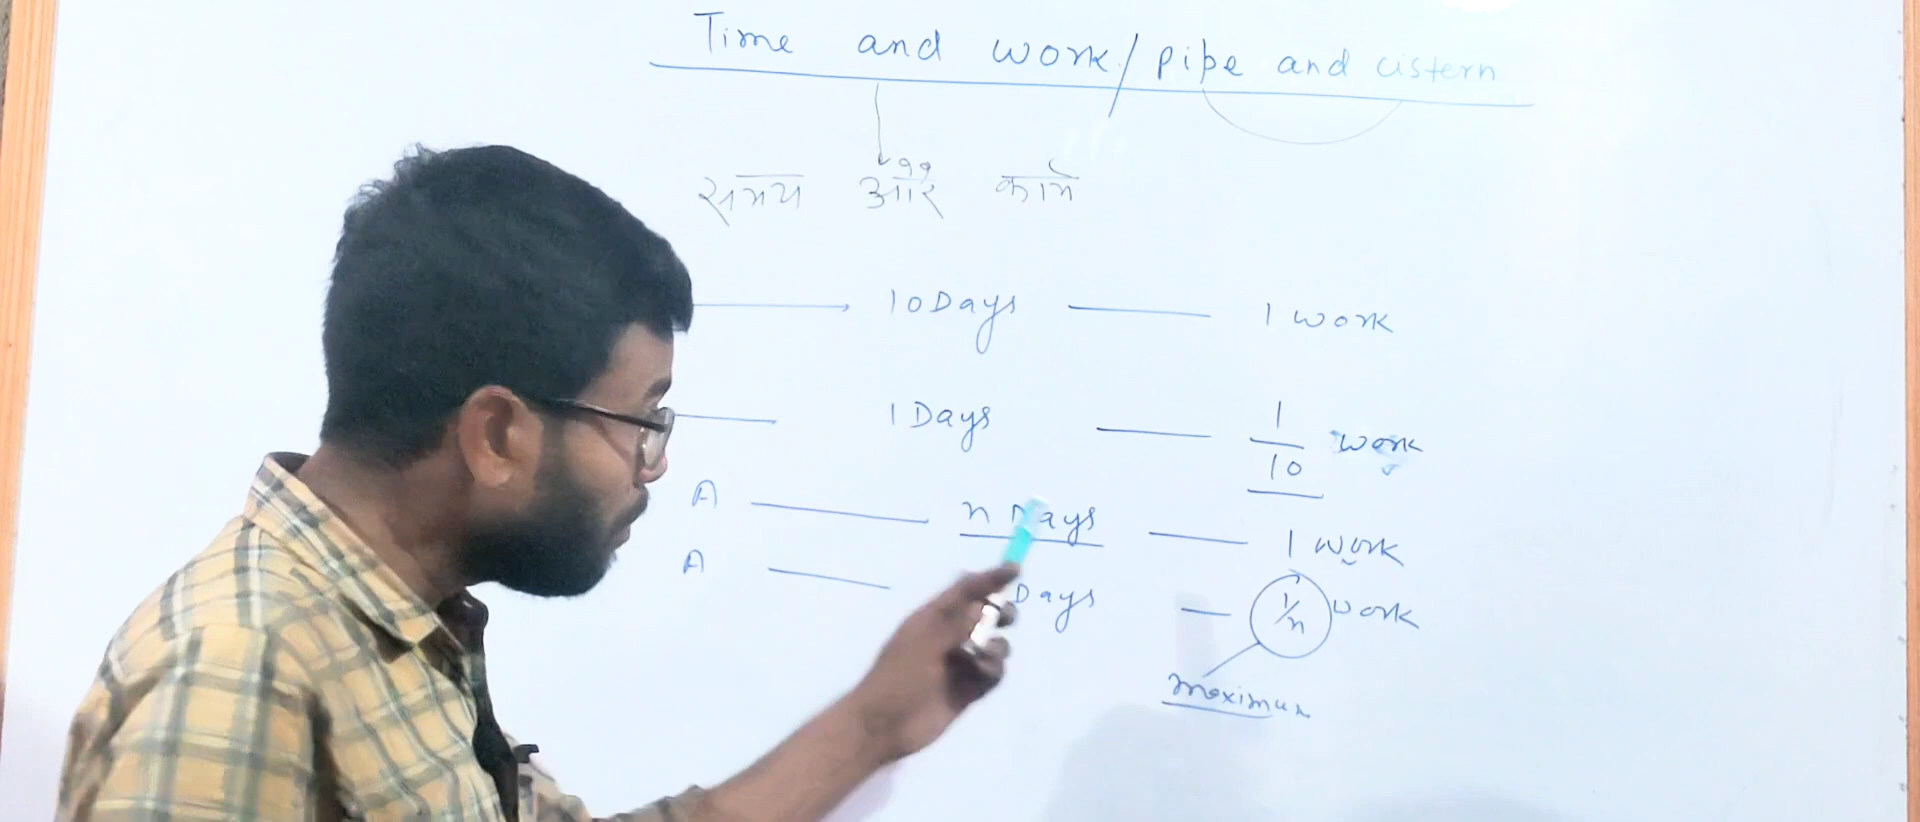 Time and work / pipe and cistern
समय और काम
10 Days 1 work
1 Days 1/10 work
A n Days 1 work
A Days 1/n work
maximum